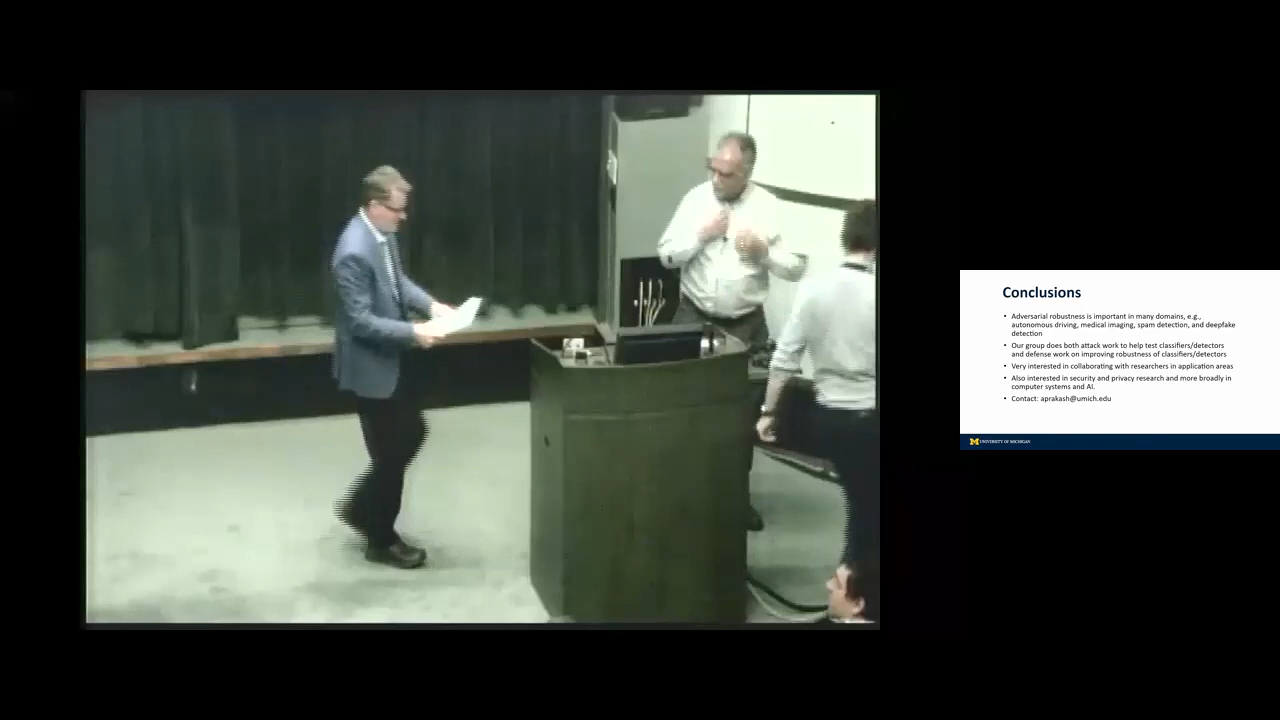 Conclusions
• Adversarial robustness is important in many domains, e.g.,
autonomous driving, medical imaging, spam detection, and deepfake
detection
• Our group does both attack work to help test classifiers/detectors
and defense work on improving robustness of classifiers/detectors
• Very interested in collaborating with researchers in application areas
• Also interested in security and privacy research and more broadly in
computer systems and AI.
• Contact: aprakash@umich.edu
M UNIVERSITY OF MICHIGAN